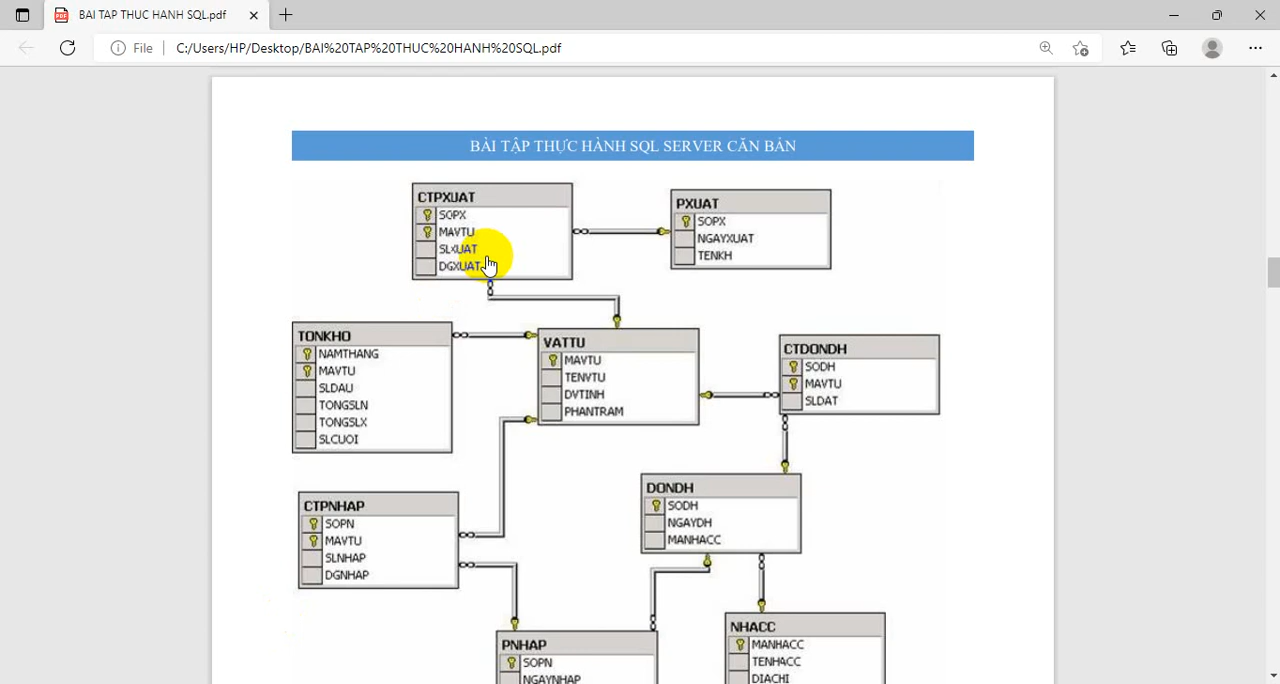 BAI TAP THUC HANH SQL.pdf
File
C:/Users/HP/Desktop/BAI%20TAP%20THUC%20HANH%20SQL.pdf
BÀI TẬP THỰC HÀNH SQL SERVER CĂN BẢN
CTPXUAT
SOPX
MAVTU
SLXUAT
DGXUAT
PXUAT
SOPX
NGAYXUAT
TENKH
TONKHO
NAMTHANG
MAVTU
SLDAU
TONGSLN
TONGSLX
SLCUOI
VATTU
MAVTU
TENVTU
DVTINH
PHANTRAM
CTDONDH
SODH
MAVTU
SLDAT
CTPNHAP
SOPN
MAVTU
SLNHAP
DGNHAP
DONDH
SODH
NGAYDH
MANHACC
PNHAP
SOPN
NGAYNHAP
NHACC
MANHACC
TENHACC
DIACHI